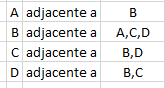 A adjacente a B
B adjacente a A,C,D
C adjacente a B,D
D adjacente a B,C